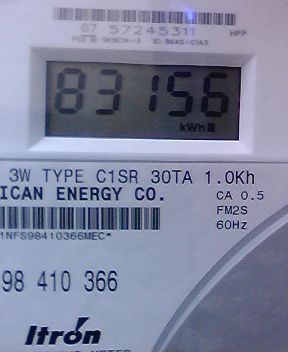 07 57245311 HPP
83156
kWh
3W TYPE C1SR 30TA 1.0Kh
ICAN ENERGY CO.
CA 0.5
FM2S
60Hz
1NFS98410366MEC*
98 410 366
Itron